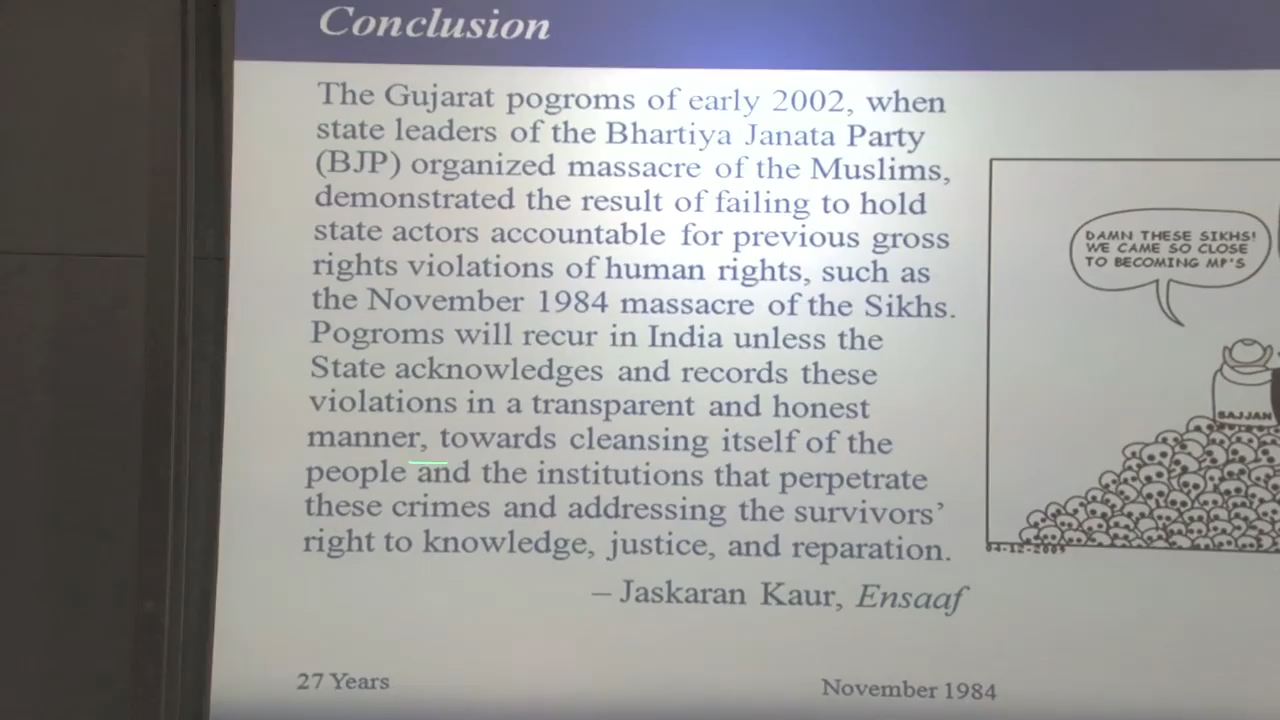 Conclusion
The Gujarat pogroms of early 2002, when
state leaders of the Bhartiya Janata Party
(BJP) organized massacre of the Muslims,
demonstrated the result of failing to hold
state actors accountable for previous gross
rights violations of human rights, such as
the November 1984 massacre of the Sikhs.
Pogroms will recur in India unless the
State acknowledges and records these
violations in a transparent and honest
manner, towards cleansing itself of the
people and the institutions that perpetrate
these crimes and addressing the survivors’
right to knowledge, justice, and reparation.
– Jaskaran Kaur, Ensaaf
DAMN THESE SIKHS!
WE CAME SO CLOSE
TO BECOMING MP'S
SAJJAN
04-12-2009
27 Years
November 1984